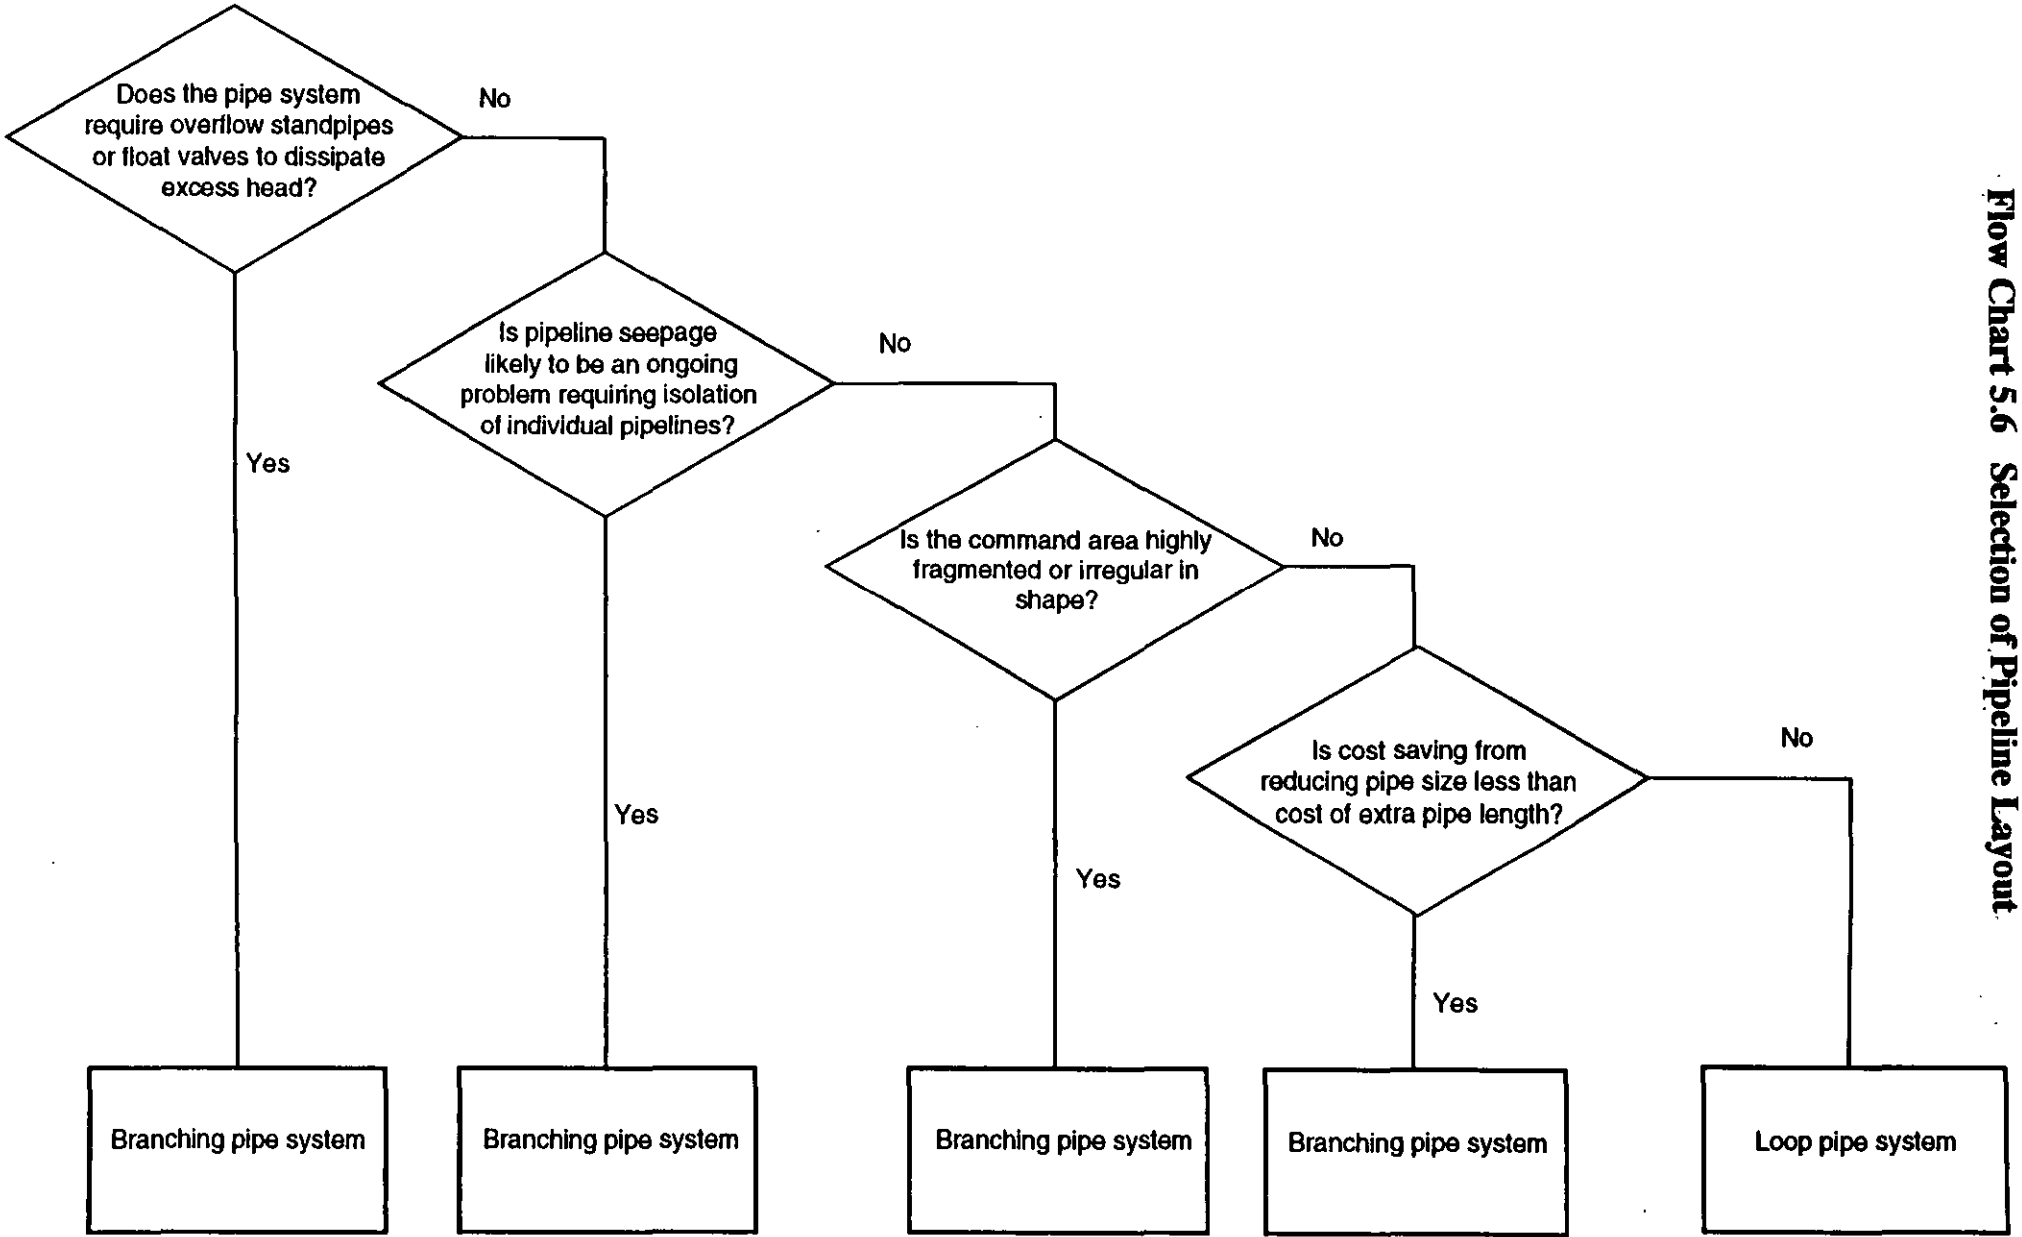 Flow Chart 5.6 Selection of Pipeline Layout
Does the pipe system
require overflow standpipes
or float valves to dissipate
excess head?
No
Yes
Is pipeline seepage
likely to be an ongoing
problem requiring isolation
of individual pipelines?
No
Yes
Is the command area highly
fragmented or irregular in
shape?
No
Yes
Is cost saving from
reducing pipe size less than
cost of extra pipe length?
No
Yes
Branching pipe system
Branching pipe system
Branching pipe system
Branching pipe system
Loop pipe system